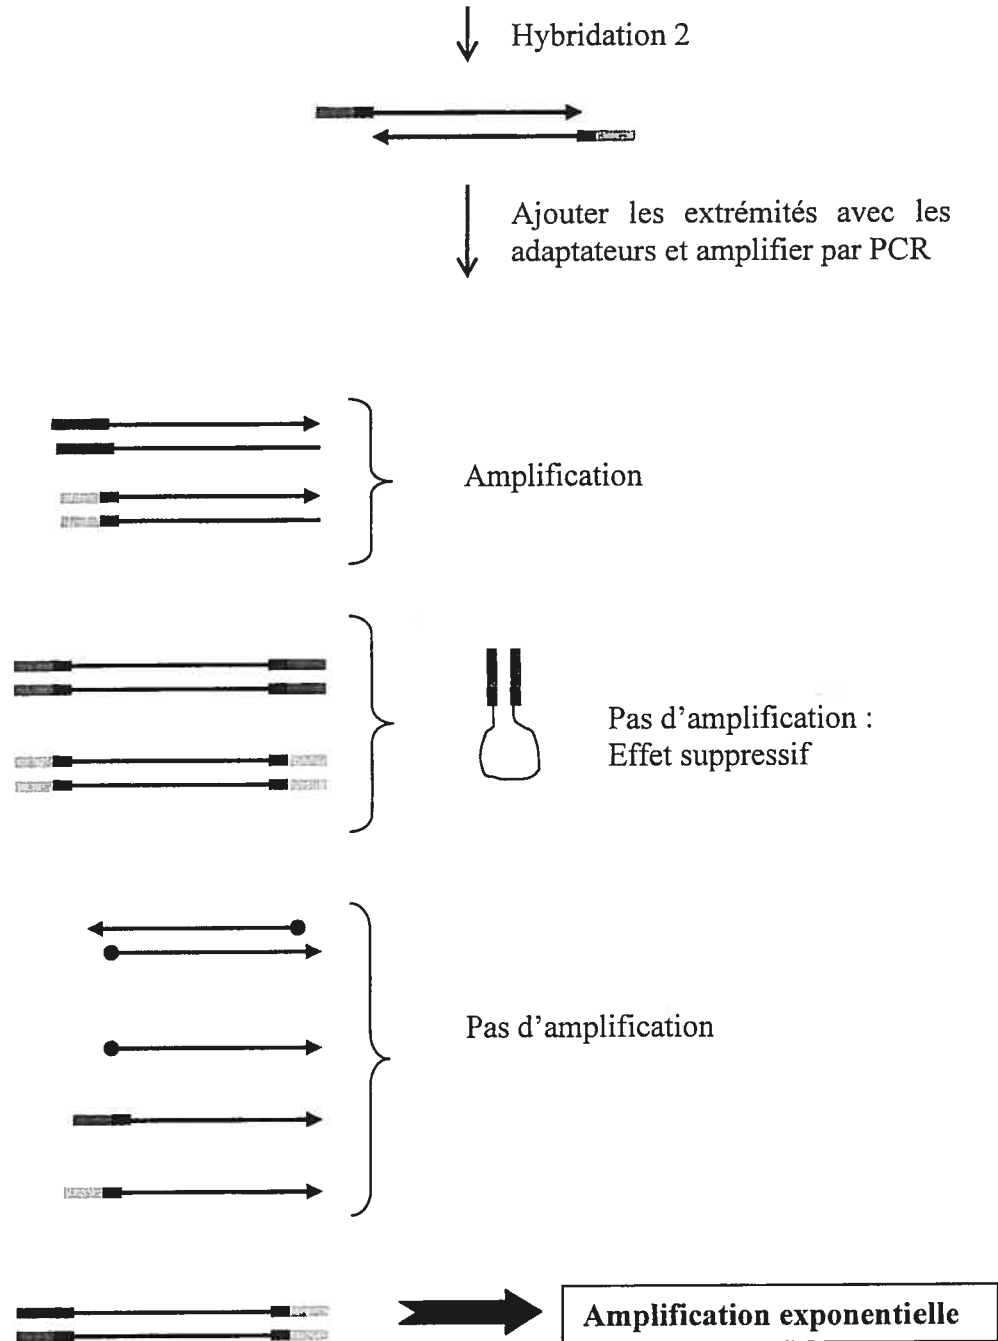 Hybridation 2
Ajouter les extrémités avec les
adaptateurs et amplifier par PCR
Amplification
Pas d'amplification :
Effet suppressif
Pas d'amplification
Amplification exponentielle